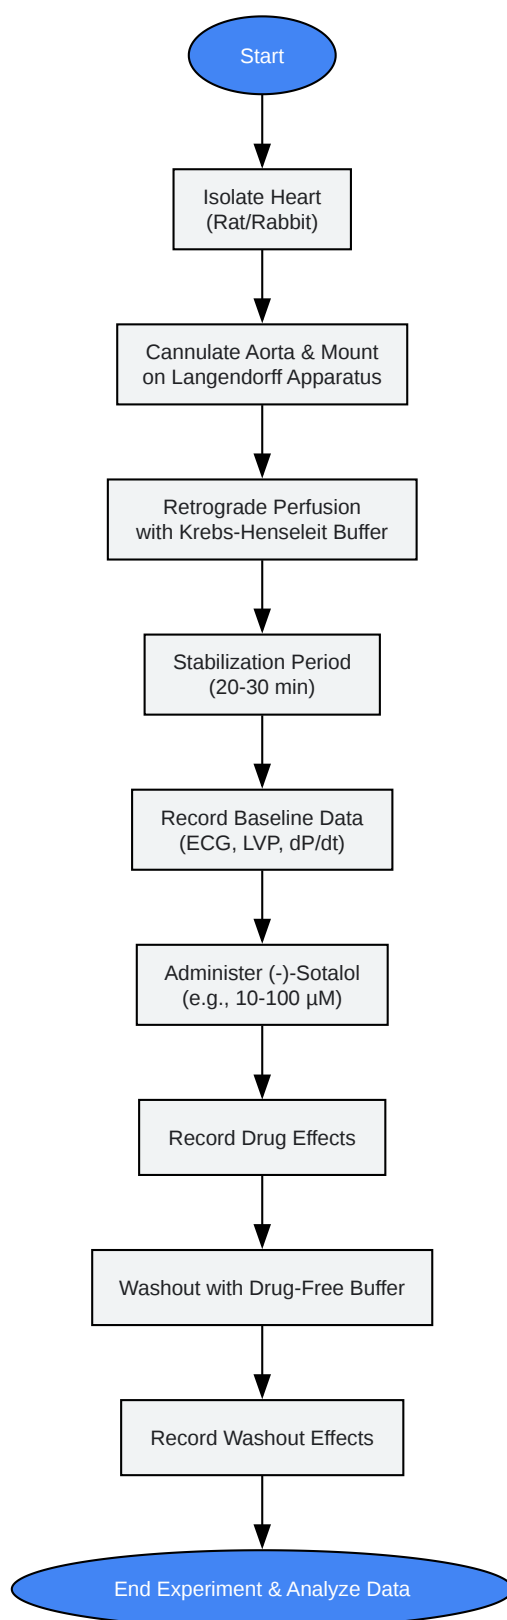 Start
Isolate Heart
(Rat/Rabbit)
Cannulate Aorta & Mount
on Langendorff Apparatus
Retrograde Perfusion
with Krebs-Henseleit Buffer
Stabilization Period
(20-30 min)
Record Baseline Data
(ECG, LVP, dP/dt)
Administer (-)-Sotalol
(e.g., 10-100 µM)
Record Drug Effects
Washout with Drug-Free Buffer
Record Washout Effects
End Experiment & Analyze Data